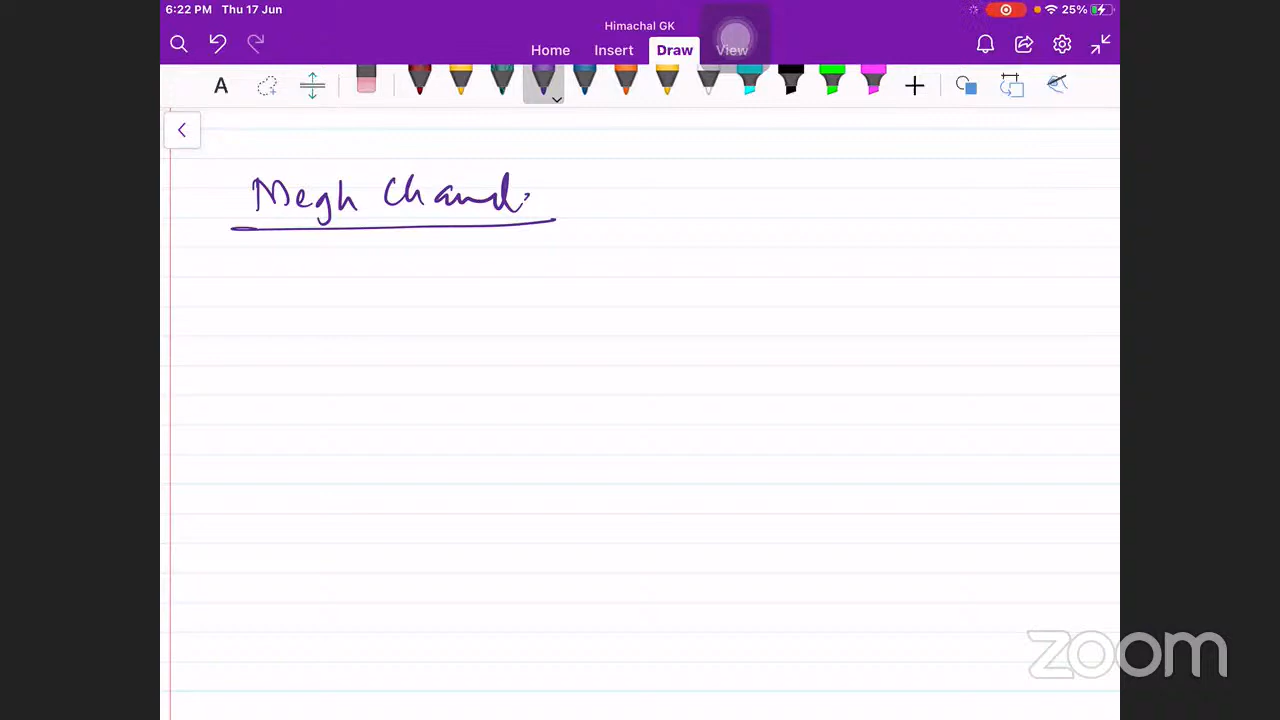 6:22 PM Thu 17 Jun
25%
Himachal GK
Home Insert Draw View
A
Megh Chand
zoom